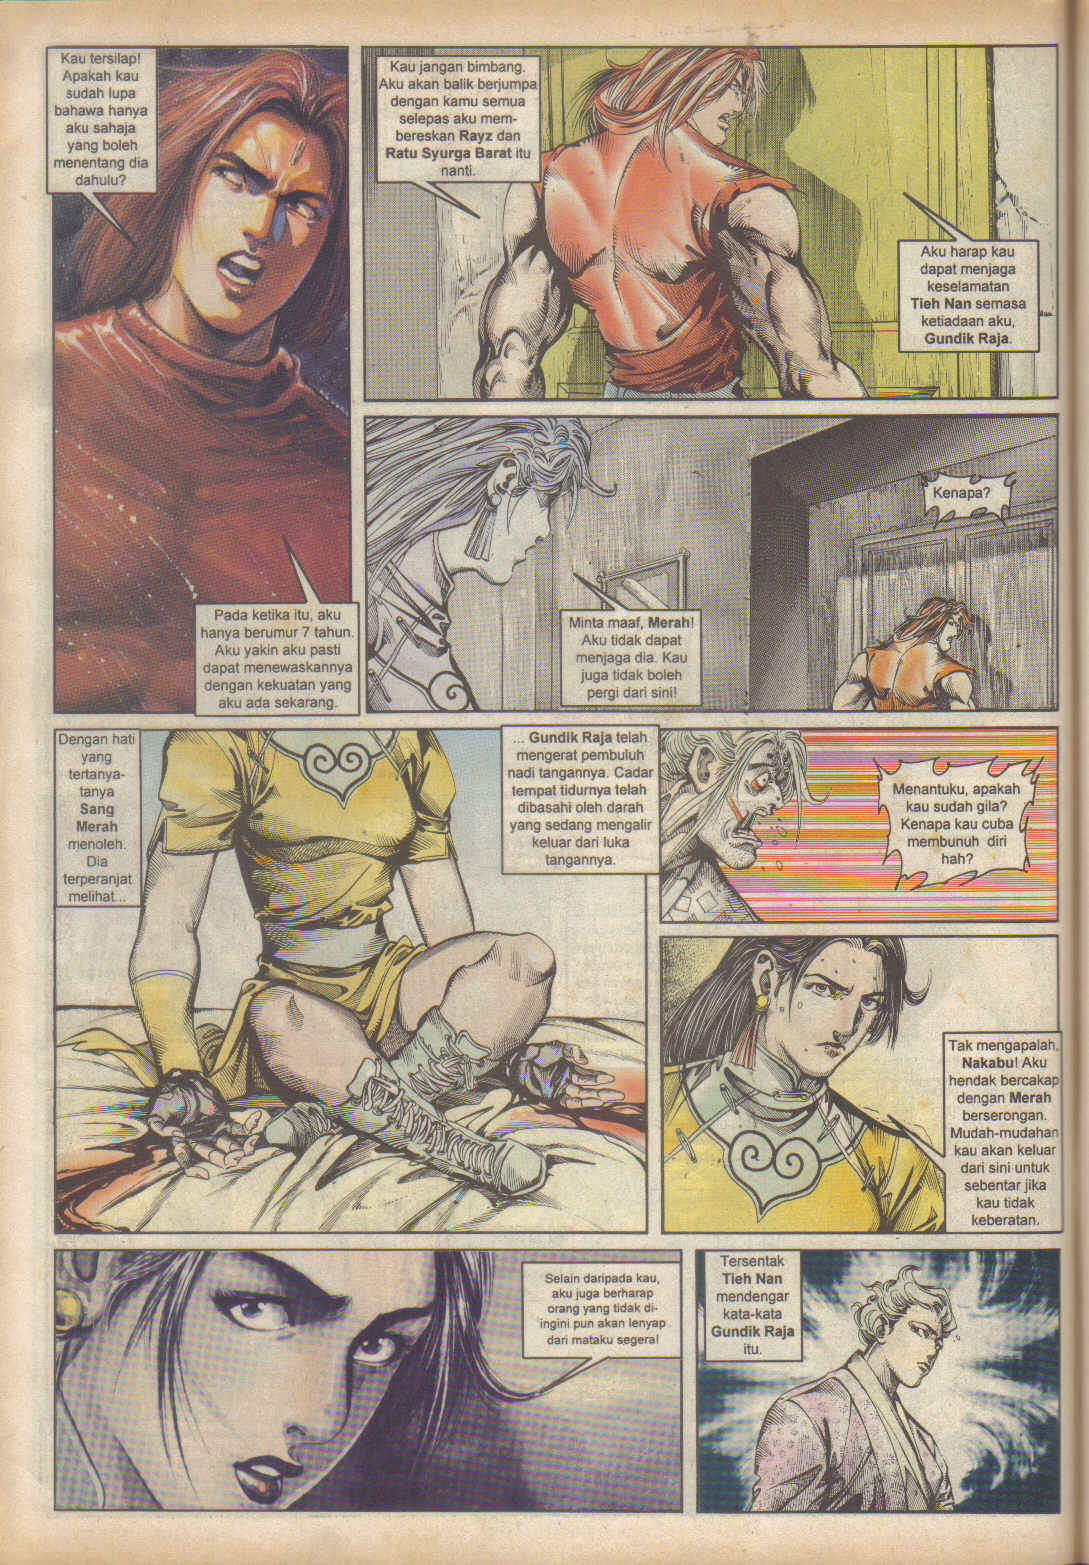 Kau tersilap!
Apakah kau
sudah lupa
bahawa hanya
aku sahaja
yang boleh
menentang dia
dahulu?
Pada ketika itu, aku
hanya berumur 7 tahun.
Aku yakin aku pasti
dapat menewaskannya
dengan kekuatan yang
aku ada sekarang.
Kau jangan bimbang.
Aku akan balik berjumpa
dengan kamu semua
selepas aku mem-
bereskan Rayz dan
Ratu Syurga Barat itu
nanti.
Aku harap kau
dapat menjaga
keselamatan
Tieh Nan semasa
ketiadaan aku,
Gundik Raja.
Minta maaf, Merah!
Aku tidak dapat
menjaga dia. Kau
juga tidak boleh
pergi dari sini!
Kenapa?
Dengan hati
yang
tertanya-
tanya
Sang
Merah
menoleh.
Dia
terperanjat
melihat...
... Gundik Raja telah
mengerat pembuluh
nadi tangannya. Cadar
tempat tidurnya telah
dibasahi oleh darah
yang sedang mengalir
keluar dari luka
tangannya.
Menantuku, apakah
kau sudah gila?
Kenapa kau cuba
membunuh diri
hah?
Tak mengapalah,
Nakabu! Aku
hendak bercakap
dengan Merah
berserongan.
Mudah-mudahan
kau akan keluar
dari sini untuk
sebentar jika
kau tidak
keberatan.
Selain daripada kau,
aku juga berharap
orang yang tidak di-
ingini pun akan lenyap
dari mataku segera!
Tersentak
Tieh Nan
mendengar
kata-kata
Gundik Raja
itu.